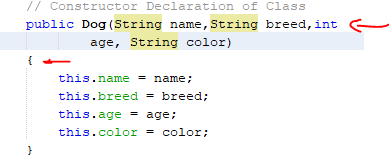 // Constructor Declaration of Class
public Dog(String name,String breed,int
age, String color)
{
this.name = name;
this.breed = breed;
this.age = age;
this.color = color;
}